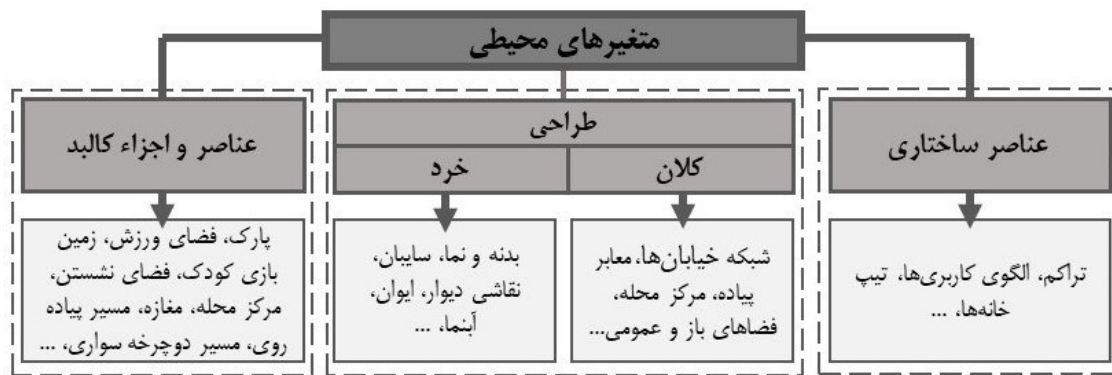 متغیرهای محیطی
عناصر ساختاری
تراکم، الگوی کاربری‌ها، تیپ
خانه‌ها، ...
طراحی
کلان
خرد
شبکه خیابان‌ها، معابر
پیاده، مرکز محله،
فضاهای باز و عمومی...
بدنه و نما، سایبان،
نقاشی دیوار، ایوان،
آبنما، ...
عناصر و اجزاء کالبد
پارک، فضای ورزش، زمین
بازی کودک، فضای نشستن،
مرکز محله، مغازه، مسیر پیاده
روی، مسیر دوچرخه سواری، ...